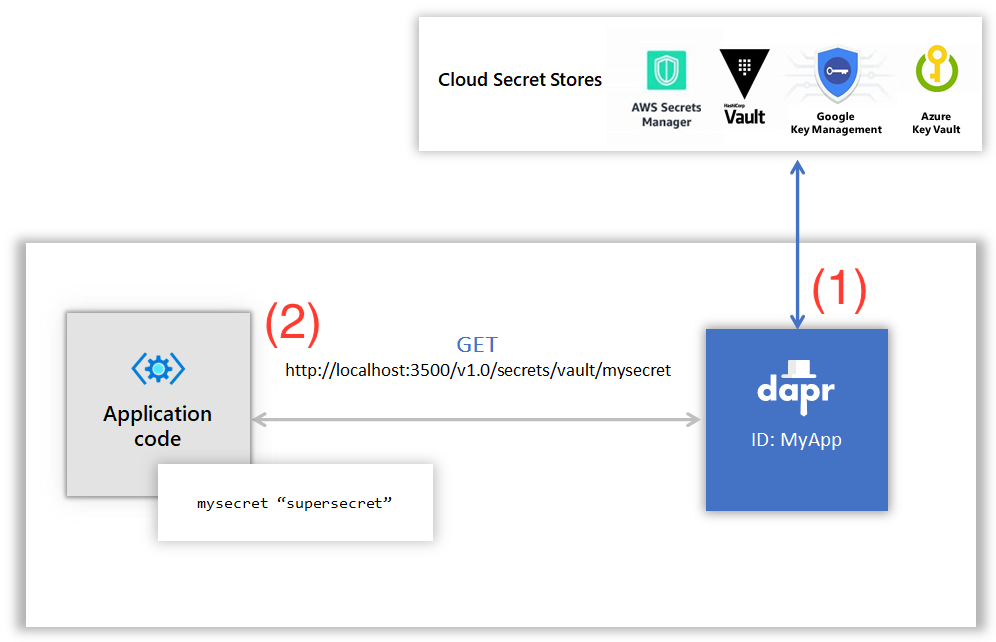 Cloud Secret Stores
AWS Secrets
Manager
HashiCorp
Vault
Google
Key Management
Azure
Key Vault
(1)
(2)
GET
http://localhost:3500/v1.0/secrets/vault/mysecret
Application
code
dapr
ID: MyApp
mysecret “supersecret”